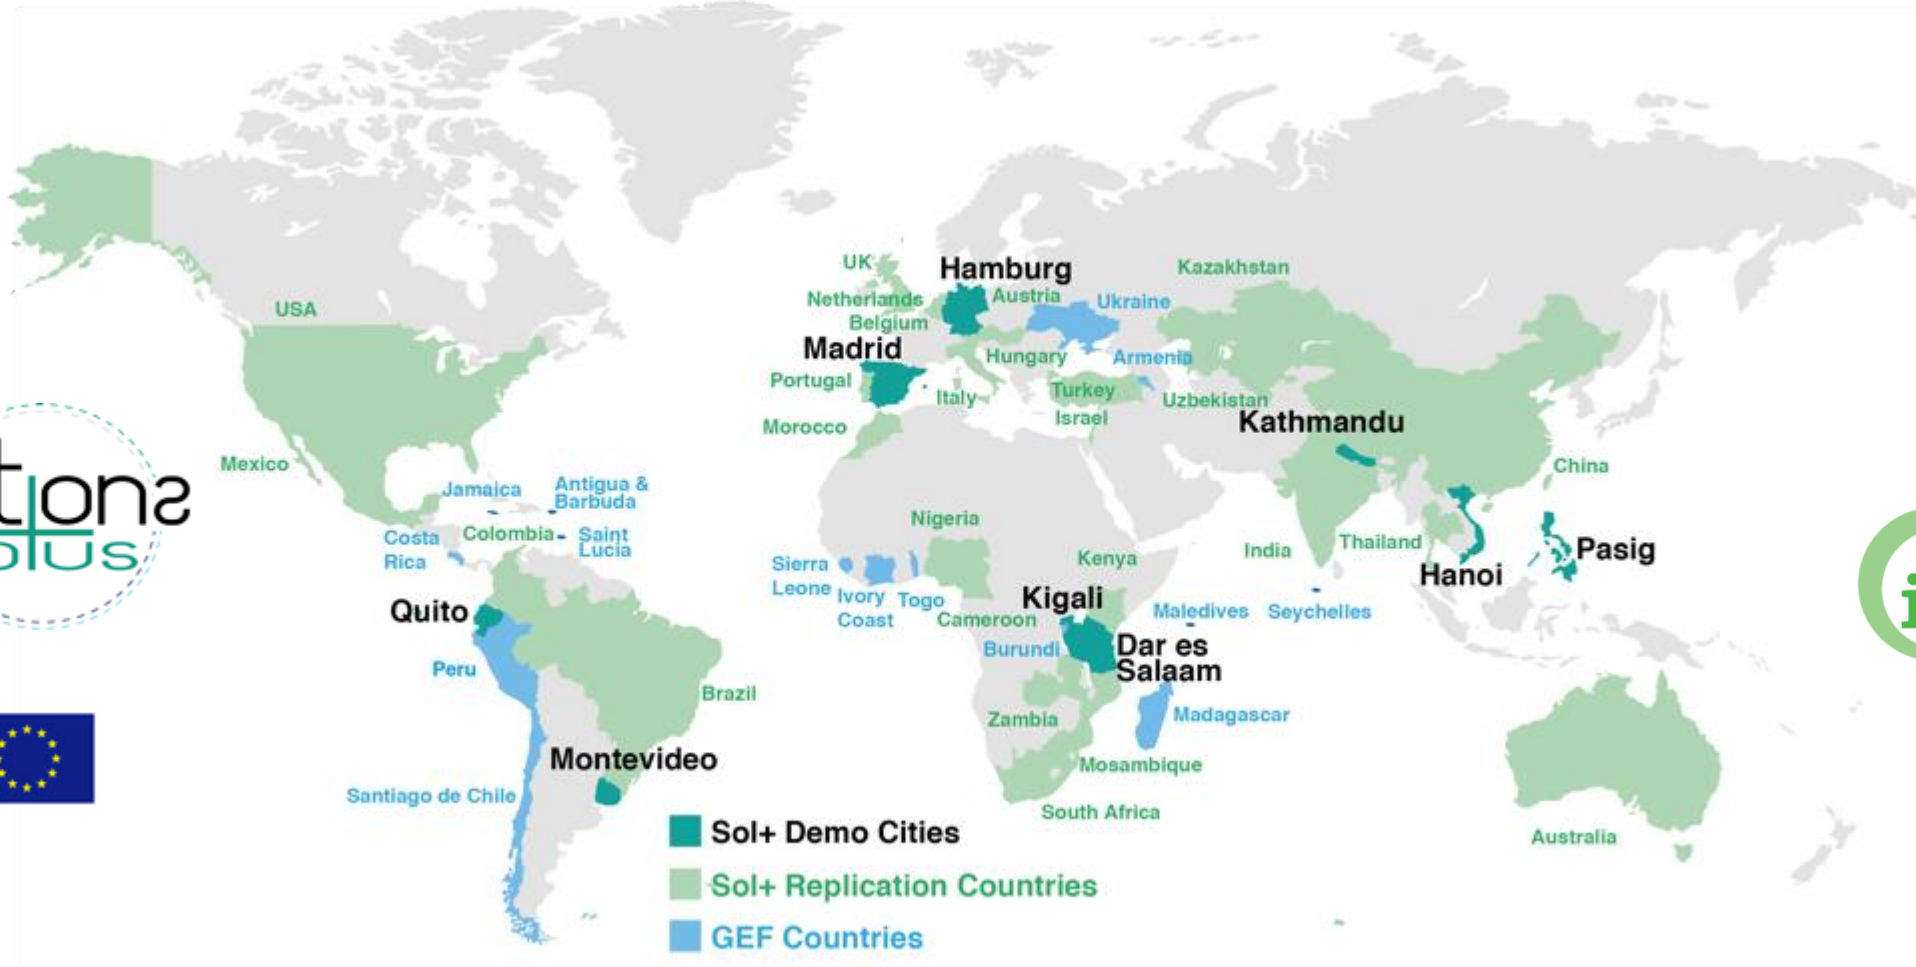 UK
Hamburg
Kazakhstan
Netherlands
Austria
Ukraine
USA
Belgium
Madrid
Hungary
Armenia
Portugal
Italy
Turkey
Uzbekistan
Israel
Kathmandu
Morocco
Mexico
China
Jamaica
Antigua &
Barbuda
tions
plus
Nigeria
Costa
Rica
Colombia
Saint
Lucia
India
Thailand
Pasig
Sierra
Leone
Kenya
Hanoi
Ivory
Coast
Togo
Kigali
Quito
Cameroon
Maledives
Seychelles
Burundi
Dar es
Salaam
Peru
Brazil
Zambia
Madagascar
Montevideo
Mosambique
Santiago de Chile
South Africa
Australia
Sol+ Demo Cities
Sol+ Replication Countries
GEF Countries
i